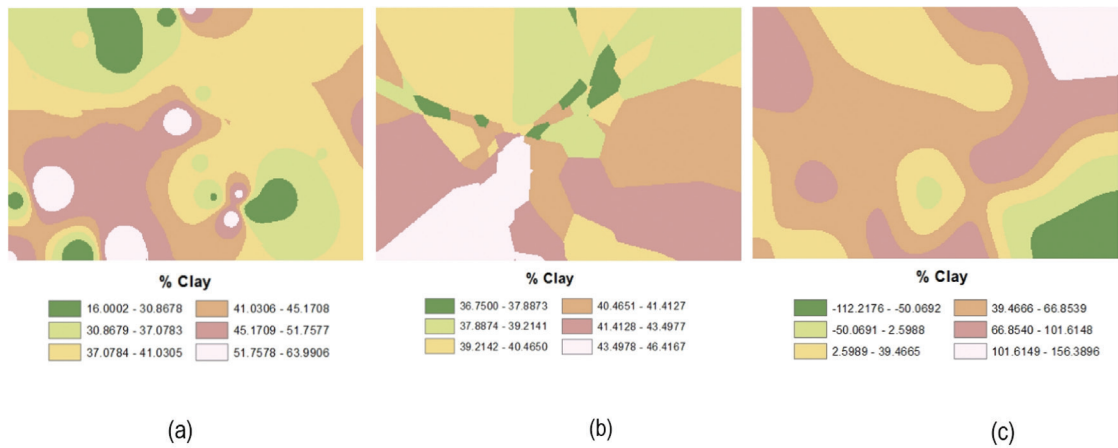 % Clay
16.0002 - 30.8678
41.0306 - 45.1708
30.8679 - 37.0783
45.1709 - 51.7577
37.0784 - 41.0305
51.7578 - 63.9906
(a)
% Clay
36.7500 - 37.8873
40.4651 - 41.4127
37.8874 - 39.2141
41.4128 - 43.4977
39.2142 - 40.4650
43.4978 - 46.4167
(b)
% Clay
-112.2176 - -50.0692
39.4666 - 66.8539
-50.0691 - 2.5988
66.8540 - 101.6148
2.5989 - 39.4665
101.6149 - 156.3896
(c)